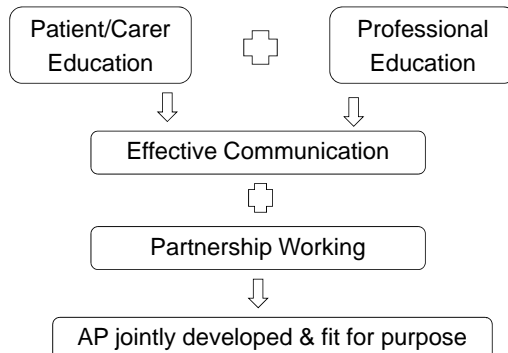 Patient/Carer
Education
Professional
Education
Effective Communication
Partnership Working
AP jointly developed & fit for purpose